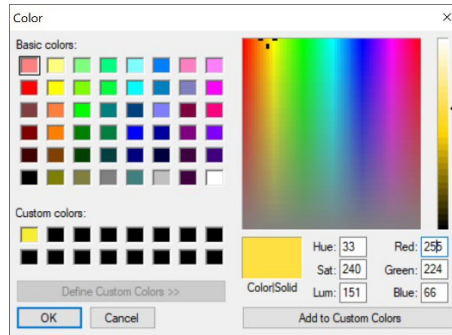 Color
Basic colors:
Custom colors:
Define Custom Colors >>
OK Cancel
Color|Solid
Hue: 33 Red: 255
Sat: 240 Green: 224
Lum: 151 Blue: 66
Add to Custom Colors